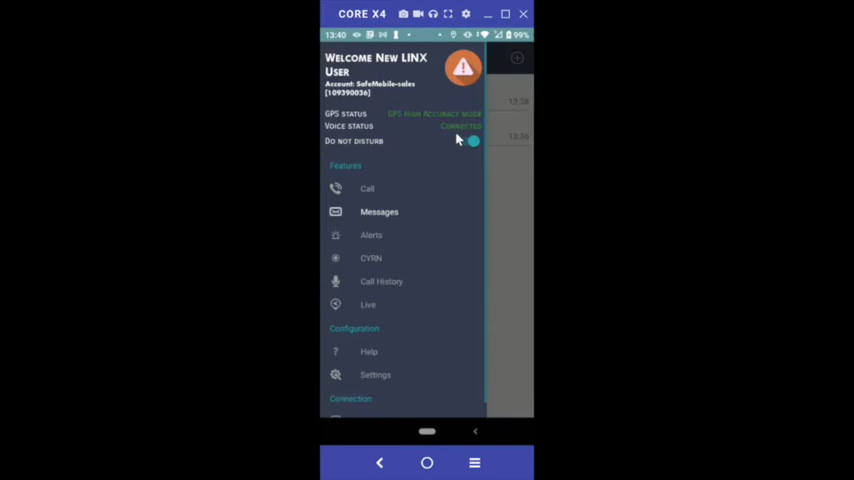 CORE X4
13:40
99%
WELCOME NEW LINX
USER
Account: SafeMobile-sales
[109390036]
GPS STATUS GPS HIGH ACCURACY MODE
VOICE STATUS CONNECTED
DO NOT DISTURB
13:38
13:36
Features
Call
Messages
Alerts
CYRN
Call History
Live
Configuration
Help
Settings
Connection